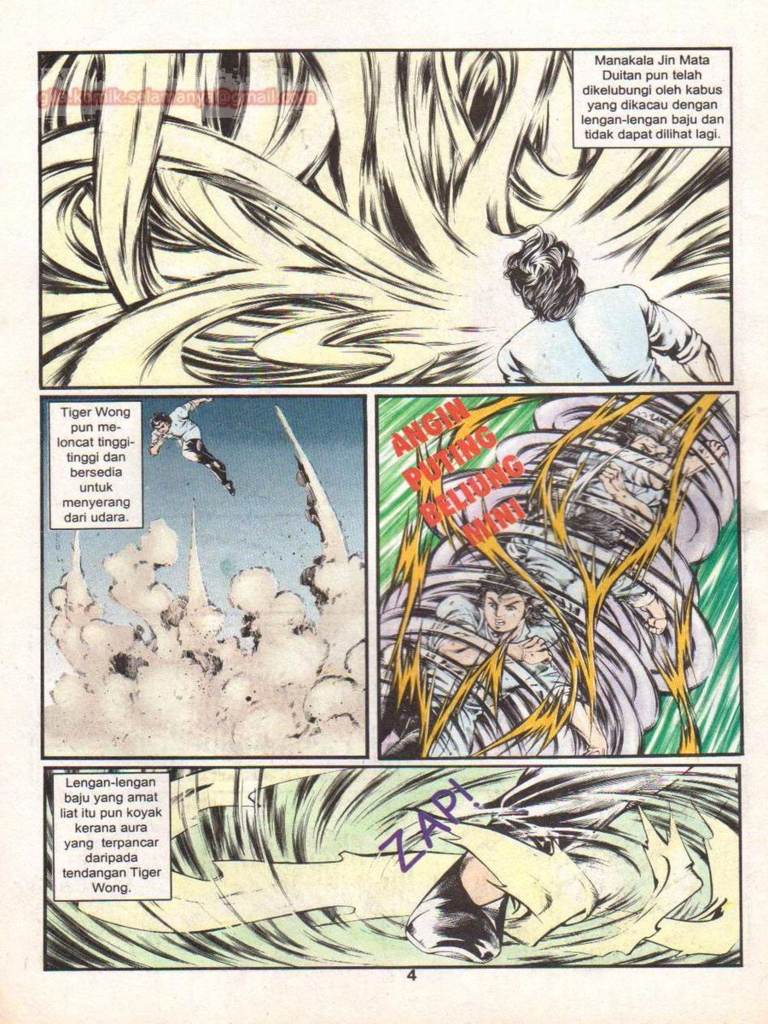 gila.komik.selamanya@gmail.com
Manakala Jin Mata
Duitan pun telah
dikelubungi oleh kabus
yang dikacau dengan
lengan-lengan baju dan
tidak dapat dilihat lagi.
Tiger Wong
pun me-
loncat tinggi-
tinggi dan
bersedia
untuk
menyerang
dari udara.
ANGIN
PUTING
BELIUNG
MINI
Lengan-lengan
baju yang amat
liat itu pun koyak
kerana aura
yang terpancar
daripada
tendangan Tiger
Wong.
ZAP!
4